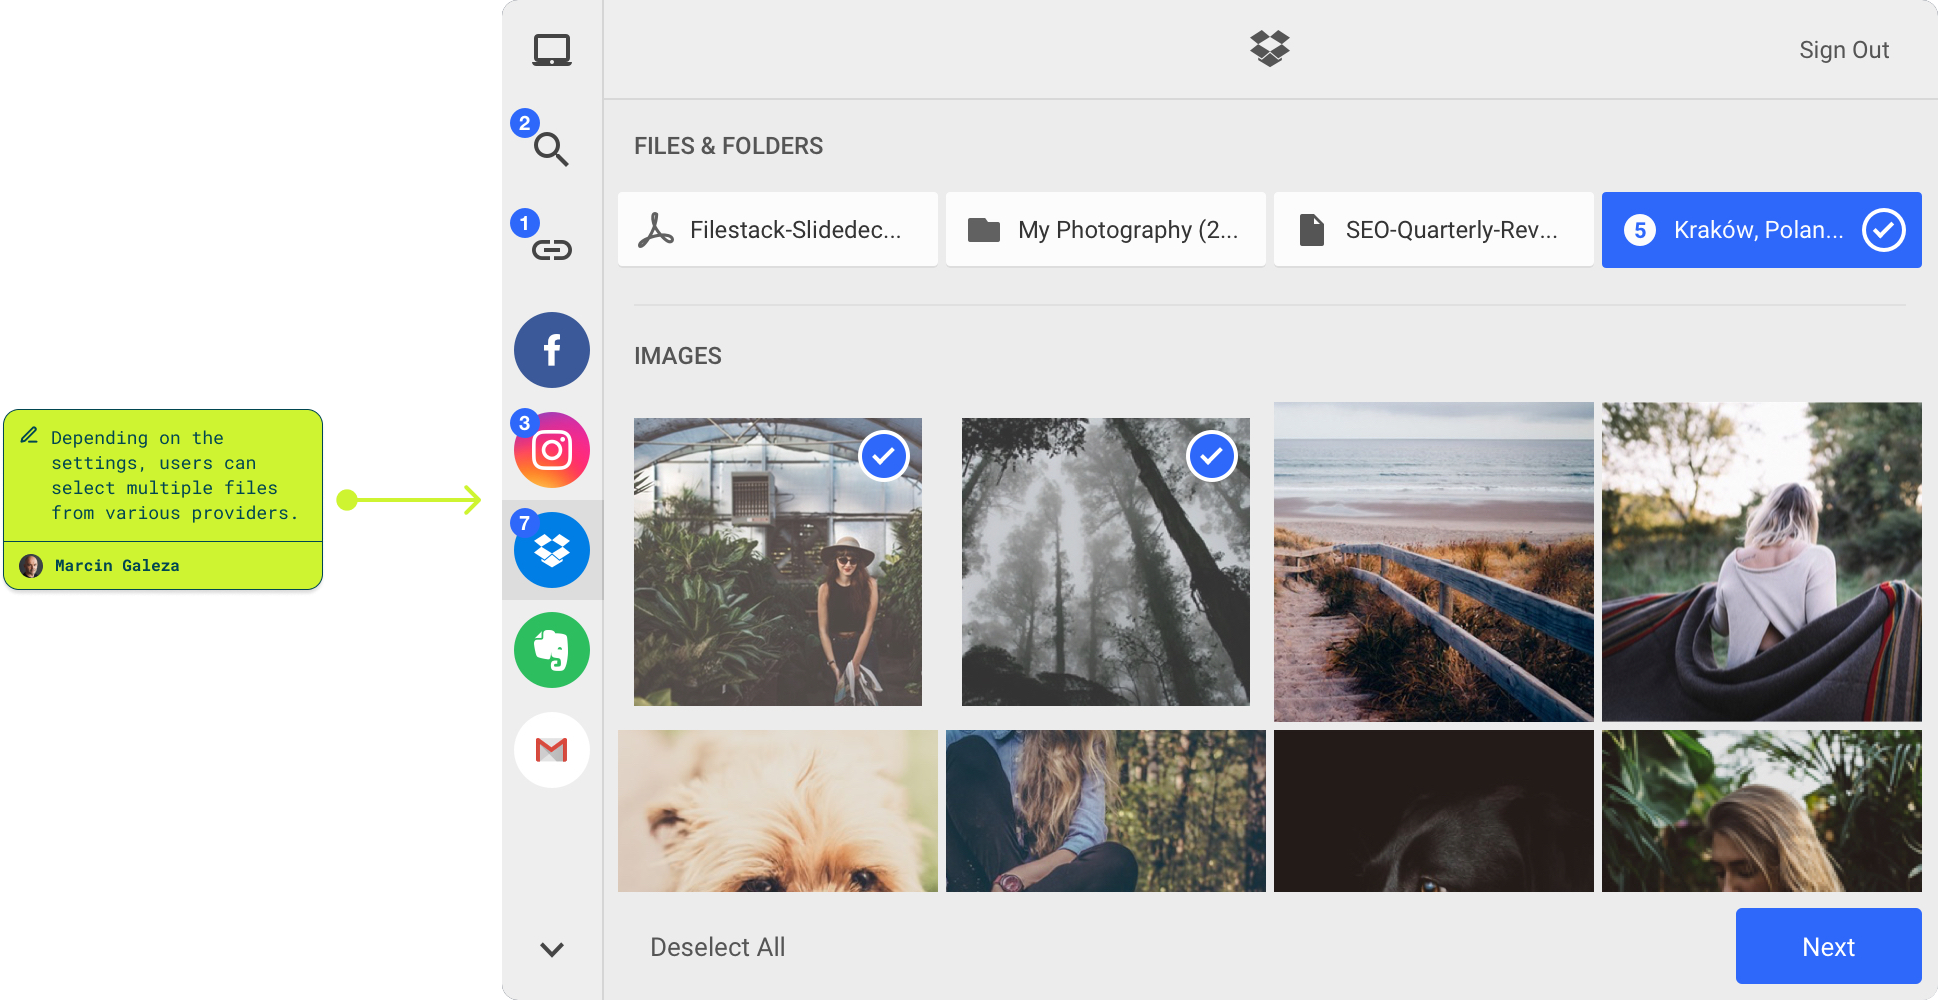 Depending on the
settings, users can
select multiple files
from various providers.
Marcin Galeza
2
1
3
7
Sign Out
FILES & FOLDERS
Filestack-Slidedec...
My Photography (2...
SEO-Quarterly-Rev...
5 Kraków, Polan...
IMAGES
Deselect All
Next